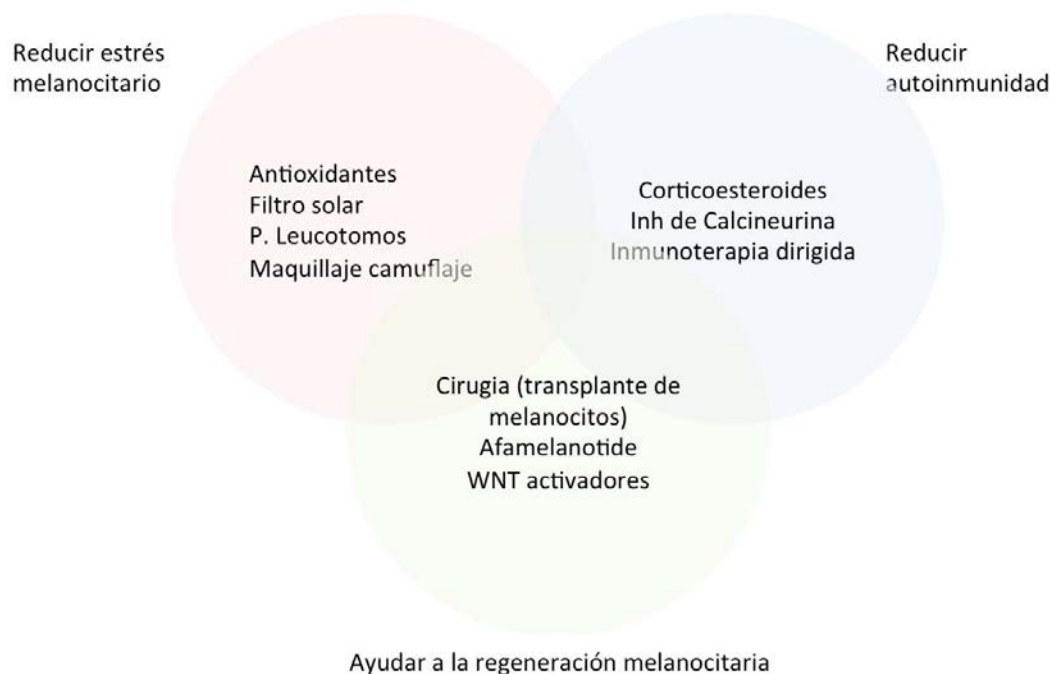 Reducir estrés
melanocitario
Reducir
autoinmunidad
Antioxidantes
Filtro solar
P. Leucotomos
Maquillaje camuflaje
Corticoesteroides
Inh de Calcineurina
Inmunoterapia dirigida
Cirugia (transplante de
melanocitos)
Afamelanotide
WNT activadores
Ayudar a la regeneración melanocitaria